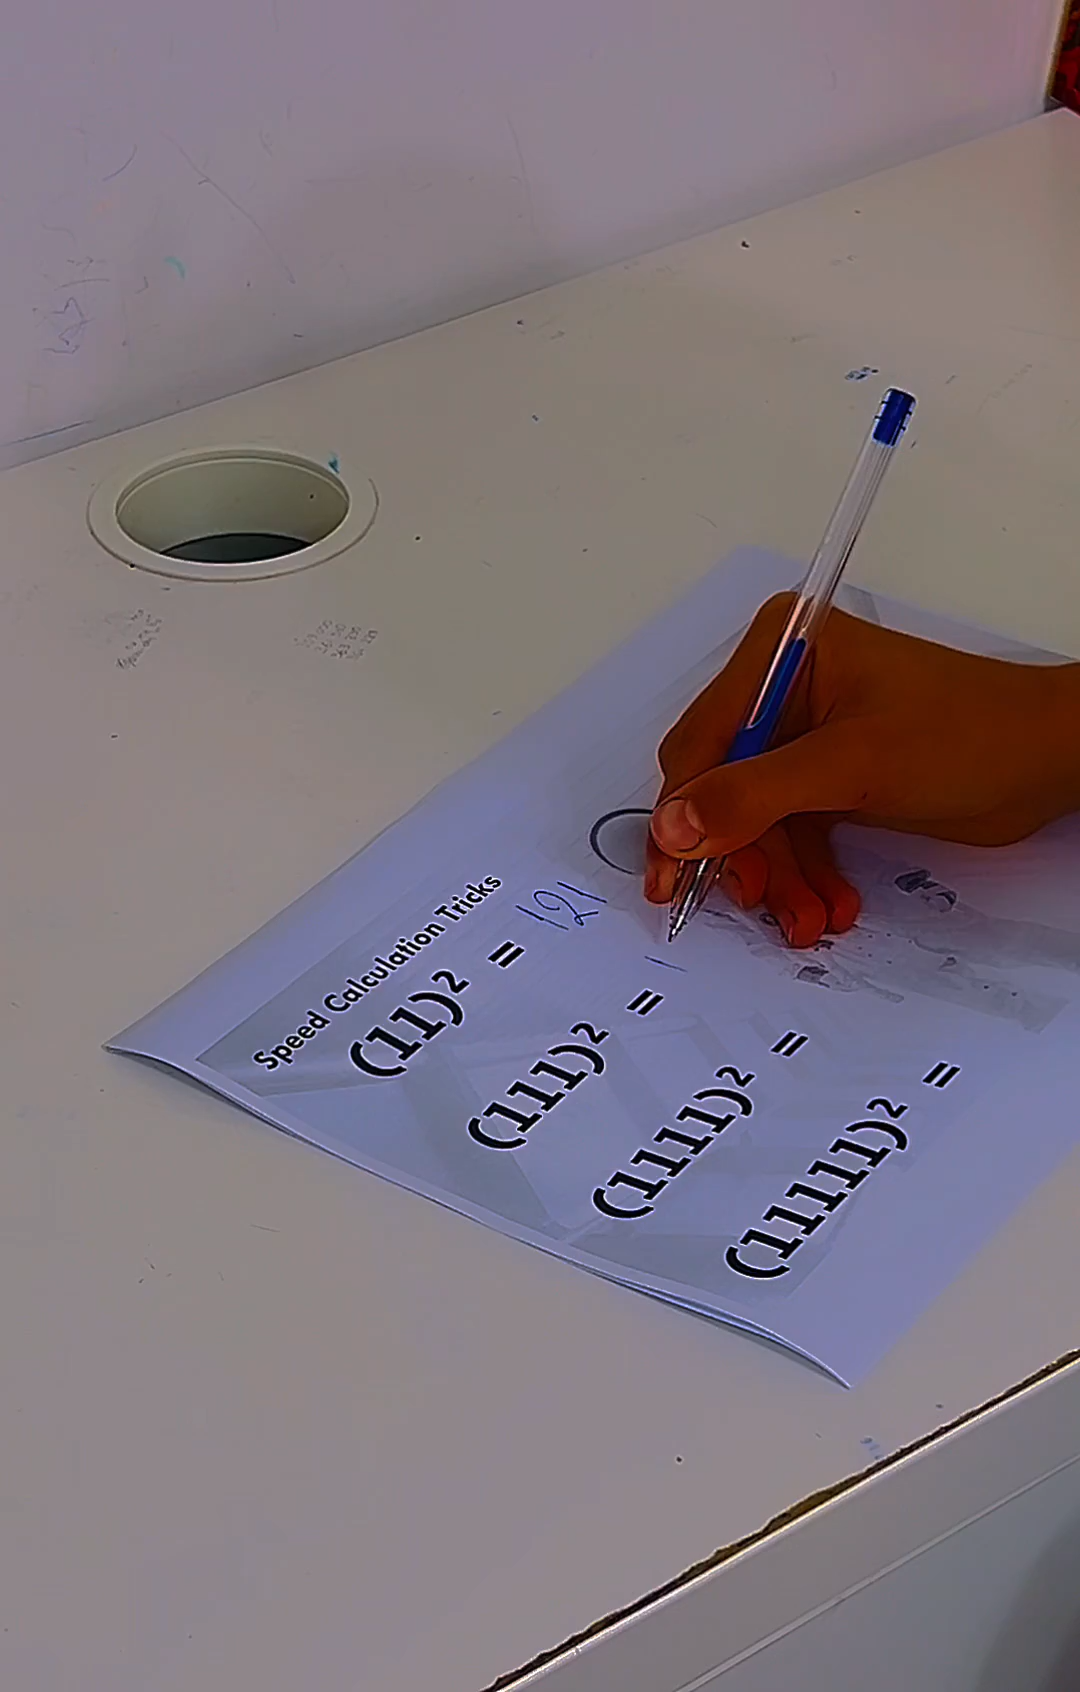 Speed Calculation Tricks
(11)² = 121
(111)² = 1
(1111)² =
(11111)² =